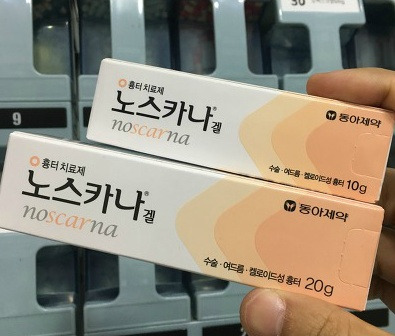 30
9
흉터 치료제
노스카나® 겔
noscarna
동아제약
수술·여드름·켈로이드성 흉터 10g
흉터 치료제
노스카나® 겔
noscarna
동아제약
수술·여드름·켈로이드성 흉터 20g